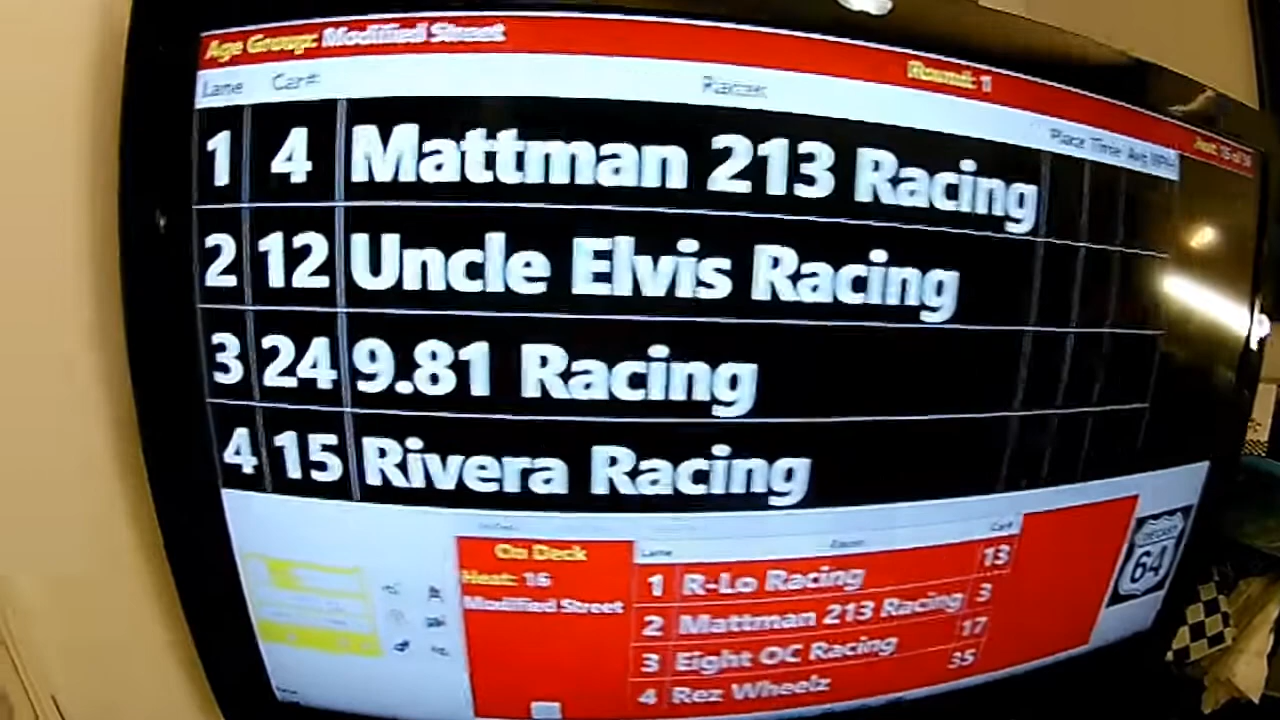 Age Group: Modified Street Round: 1
Lane Car# Racer Place Time
1 4 Mattman 213 Racing
2 12 Uncle Elvis Racing
3 24 9.81 Racing
4 15 Rivera Racing
On Deck
Heat: 16
Modified Street
Lane Racer Car#
1 R-Lo Racing 13
2 Mattman 213 Racing 3
3 Eight OC Racing 17
4 Rez Wheelz 35
64